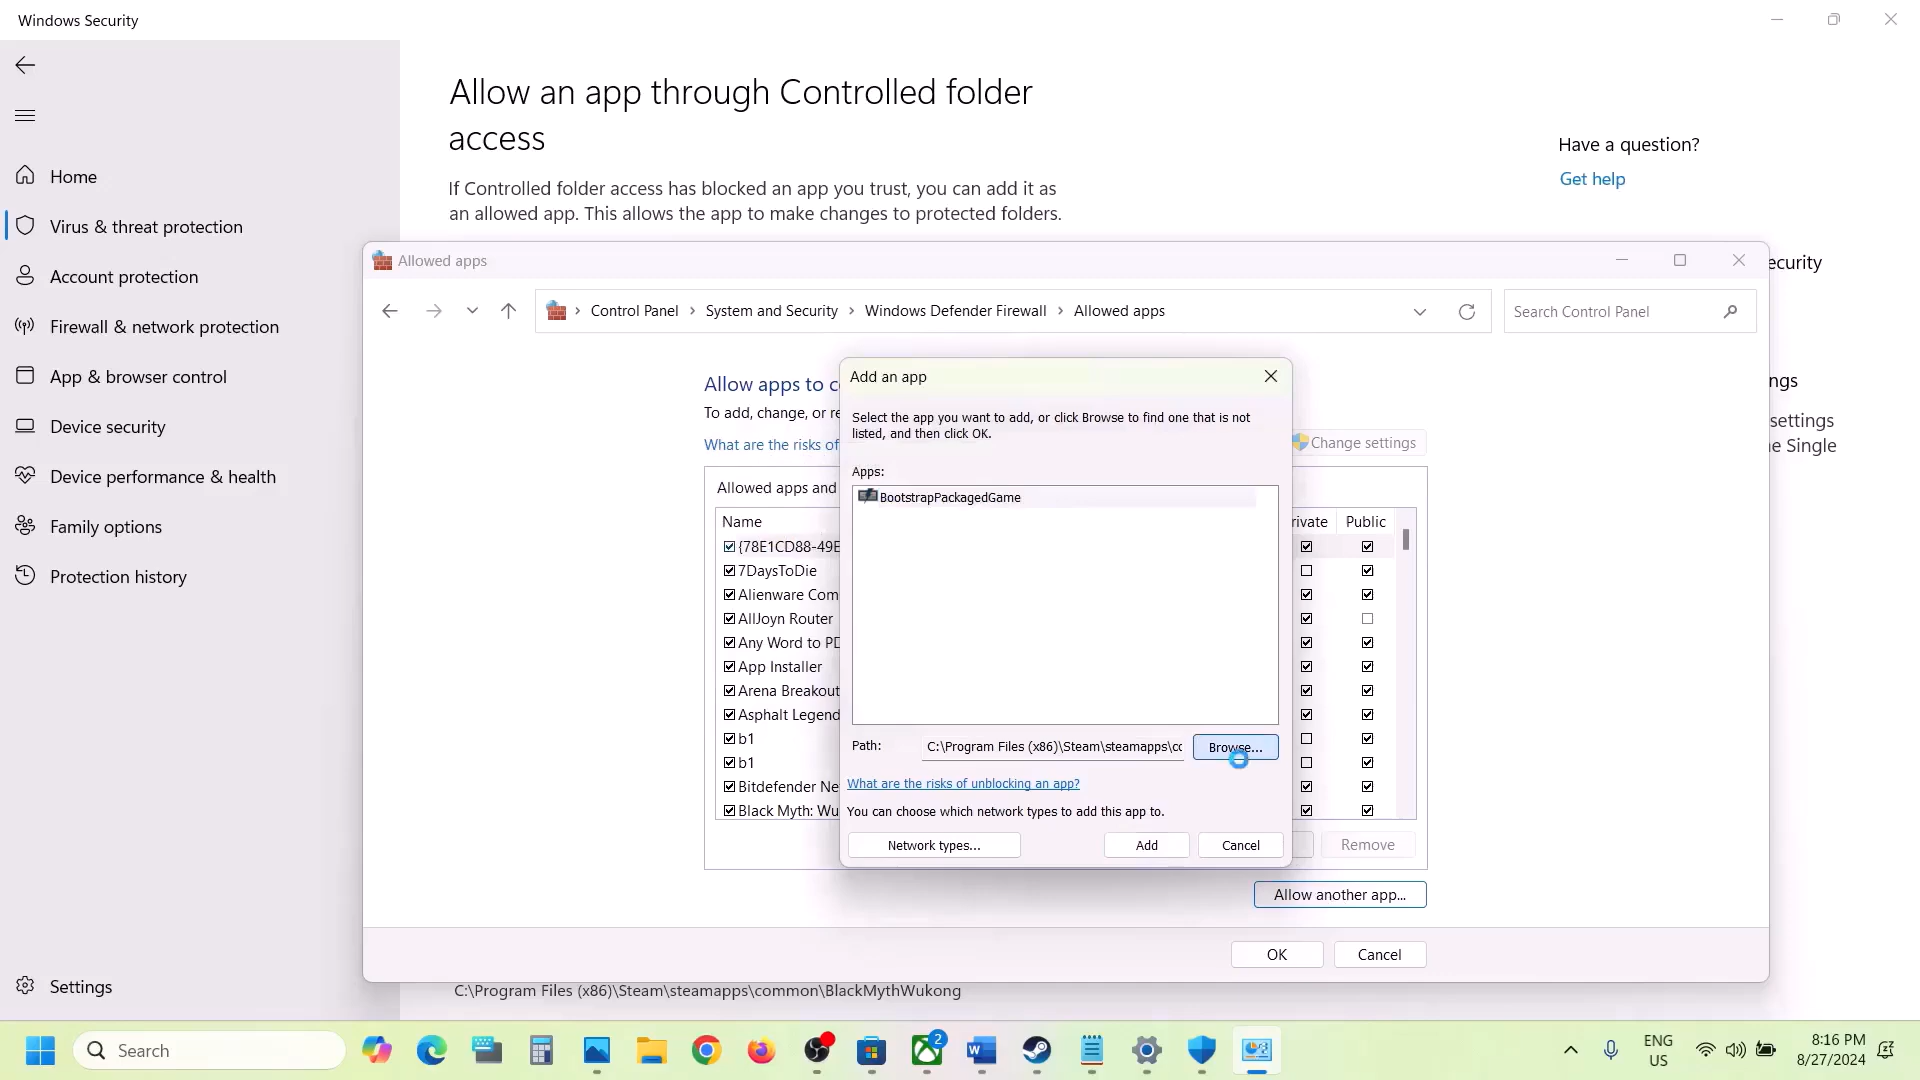 Windows Security
Allow an app through Controlled folder
access
If Controlled folder access has blocked an app you trust, you can add it as
an allowed app. This allows the app to make changes to protected folders.
Have a question?
Get help
Home
Virus & threat protection
Account protection
Firewall & network protection
App & browser control
Device security
Device performance & health
Family options
Protection history
Settings
ecurity
ngs
settings
e Single
Allowed apps
Control Panel > System and Security > Windows Defender Firewall > Allowed apps
Search Control Panel
Allow apps to c
To add, change, or re
What are the risks of
Change settings
Allowed apps and
Name
rivate
Public
{78E1CD88-49E
7DaysToDie
Alienware Com
AllJoyn Router
Any Word to PD
App Installer
Arena Breakout
Asphalt Legend
b1
b1
Bitdefender Ne
Black Myth: Wu
Remove
Allow another app...
OK
Cancel
Add an app
Select the app you want to add, or click Browse to find one that is not
listed, and then click OK.
Apps:
BootstrapPackagedGame
Path:
C:\Program Files (x86)\Steam\steamapps\cc
Browse...
What are the risks of unblocking an app?
You can choose which network types to add this app to.
Network types...
Add
Cancel
C:\Program Files (x86)\Steam\steamapps\common\BlackMythWukong
Search
2
ENG
US
8:16 PM
8/27/2024